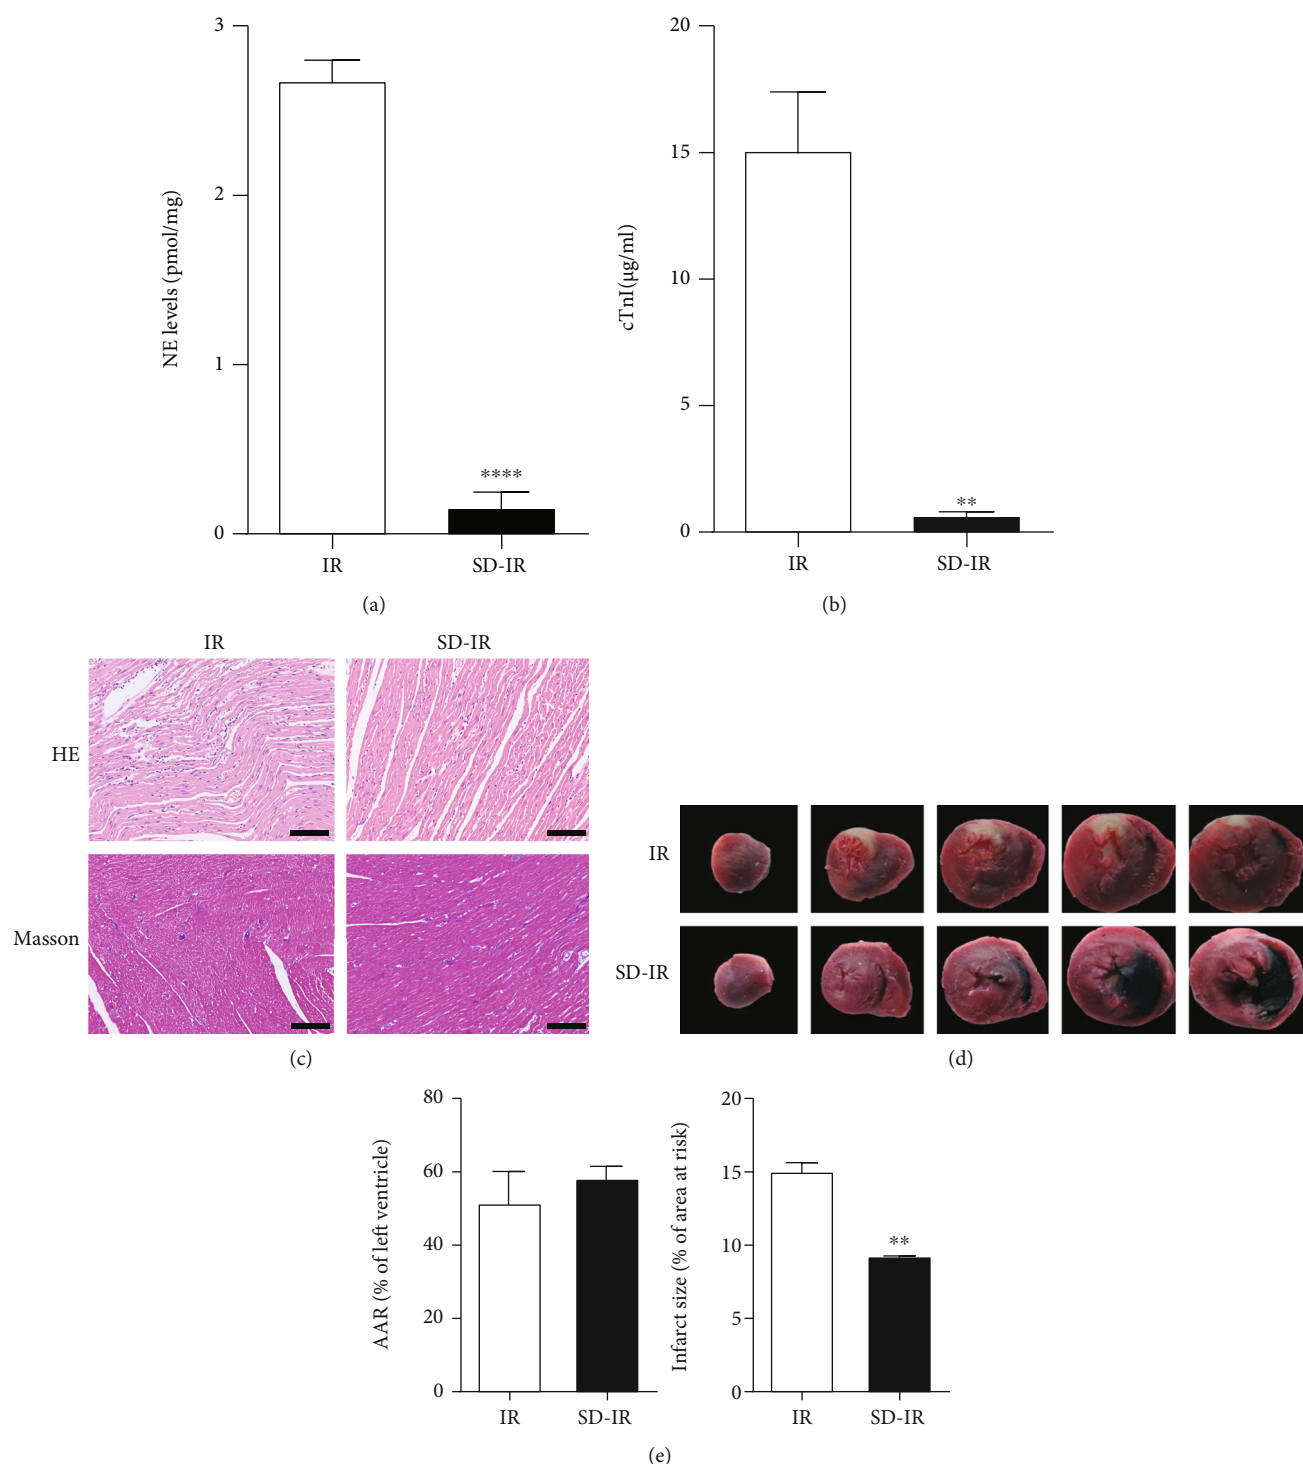 3
2
1
0
NE levels (pmol/mg)
****
IR
SD-IR
(a)
20
15
10
5
0
cTnI(μg/ml)
**
IR
SD-IR
(b)
IR
SD-IR
HE
Masson
(c)
IR
SD-IR
(d)
80
60
40
20
0
AAR (% of left ventricle)
IR
SD-IR
20
15
10
5
0
Infarct size (% of area at risk)
**
IR
SD-IR
(e)